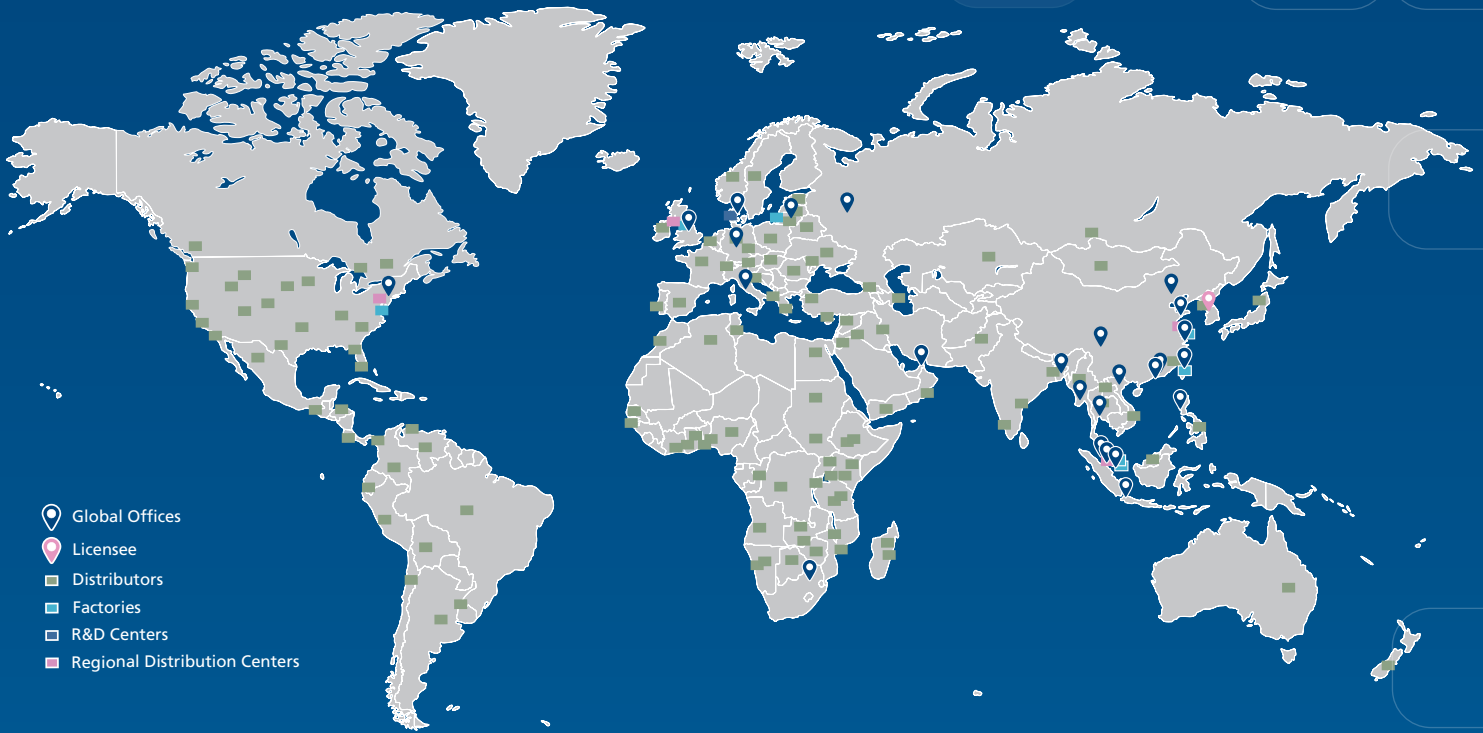 Global Offices
Licensee
Distributors
Factories
R&D Centers
Regional Distribution Centers